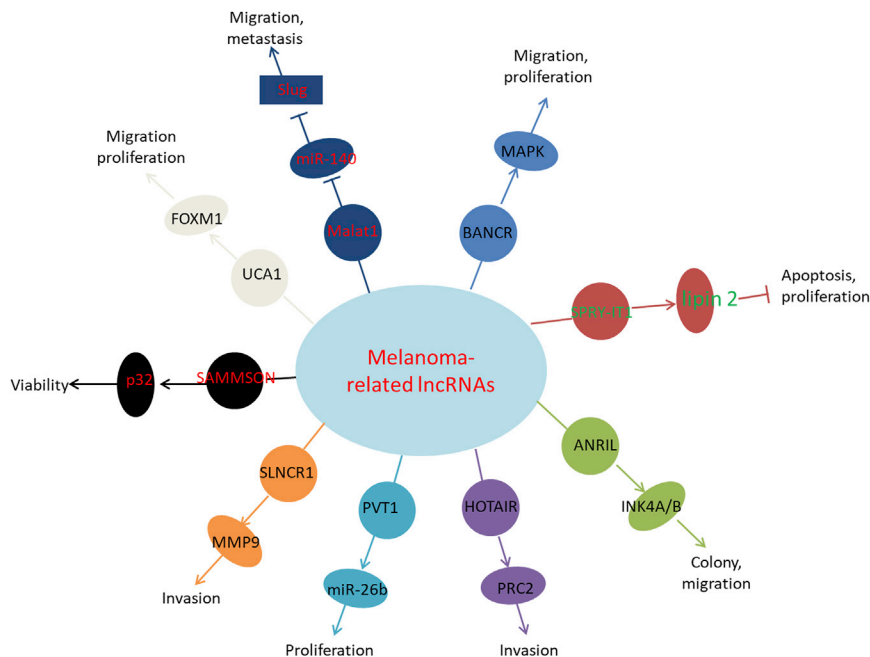 Migration,
metastasis
Slug
miR-140
Malat1
Migration,
proliferation
MAPK
BANCR
Migration
proliferation
FOXM1
UCA1
Apoptosis,
proliferation
lipin 2
SPRY-IT1
Melanoma-
related lncRNAs
Viability
p32
SAMMSON
SLNCR1
MMP9
Invasion
PVT1
miR-26b
Proliferation
HOTAIR
PRC2
Invasion
ANRIL
INK4A/B
Colony,
migration